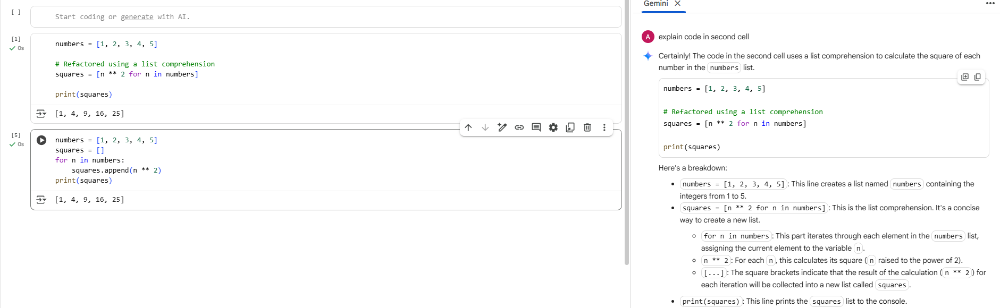 [ ]
Start coding or generate with AI.
[1]
0s
numbers = [1, 2, 3, 4, 5]
# Refactored using a list comprehension
squares = [n ** 2 for n in numbers]
print(squares)
[1, 4, 9, 16, 25]
[5]
0s
numbers = [1, 2, 3, 4, 5]
squares = []
for n in numbers:
    squares.append(n ** 2)
print(squares)
[1, 4, 9, 16, 25]
Gemini
A
explain code in second cell
Certainly! The code in the second cell uses a list comprehension to calculate the square of each
number in the numbers list.
numbers = [1, 2, 3, 4, 5]
# Refactored using a list comprehension
squares = [n ** 2 for n in numbers]
print(squares)
Here's a breakdown:
• numbers = [1, 2, 3, 4, 5]: This line creates a list named numbers containing the
integers from 1 to 5.
• squares = [n ** 2 for n in numbers]: This is the list comprehension. It's a concise
way to create a new list.
◦ for n in numbers: This part iterates through each element in the numbers list,
assigning the current element to the variable n.
◦ n ** 2: For each n, this calculates its square (n raised to the power of 2).
◦ [...]: The square brackets indicate that the result of the calculation (n ** 2) for
each iteration will be collected into a new list called squares.
• print(squares): This line prints the squares list to the console.